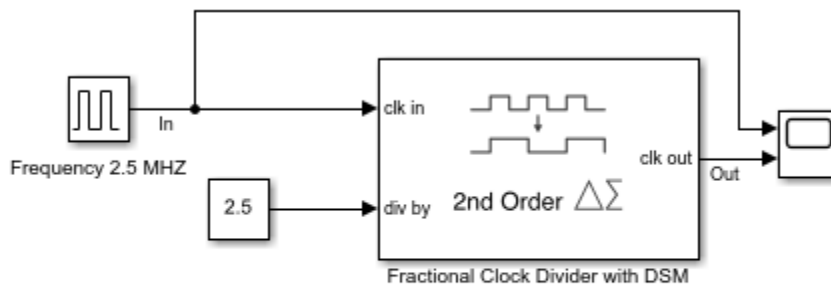 In
Frequency 2.5 MHZ
2.5
clk in
div by
2nd Order ΔΣ
clk out
Out
Fractional Clock Divider with DSM